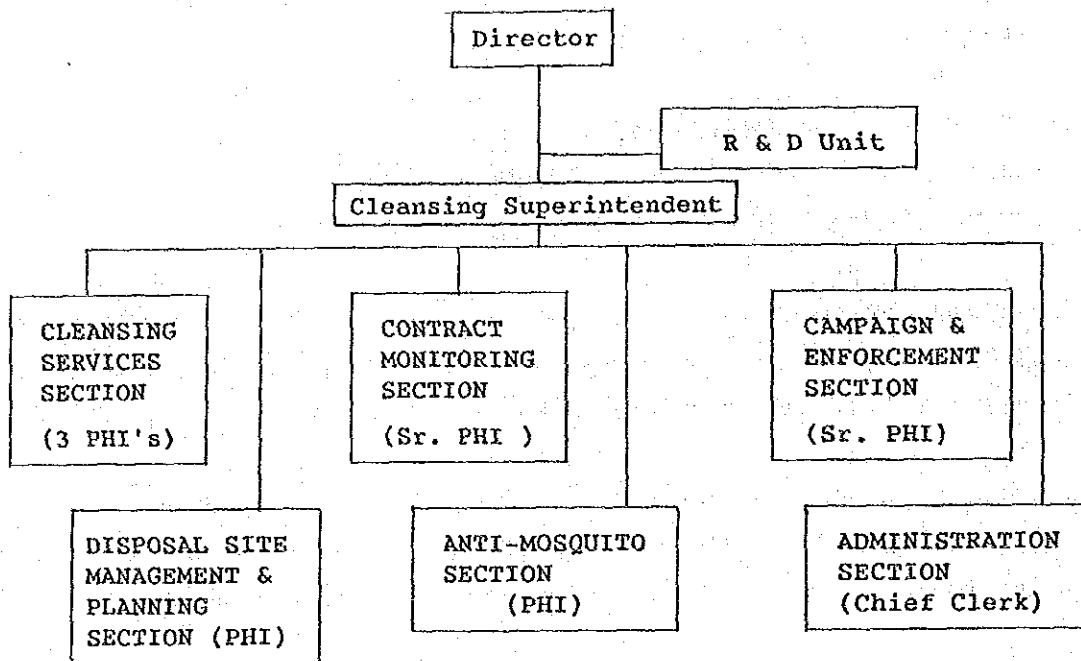 Director
R & D Unit
Cleansing Superintendent
CLEANSING
SERVICES
SECTION
(3 PHI's)
CONTRACT
MONITORING
SECTION
(Sr. PHI )
CAMPAIGN &
ENFORCEMENT
SECTION
(Sr. PHI)
DISPOSAL SITE
MANAGEMENT &
PLANNING
SECTION (PHI)
ANTI-MOSQUITO
SECTION
(PHI)
ADMINISTRATION
SECTION
(Chief Clerk)